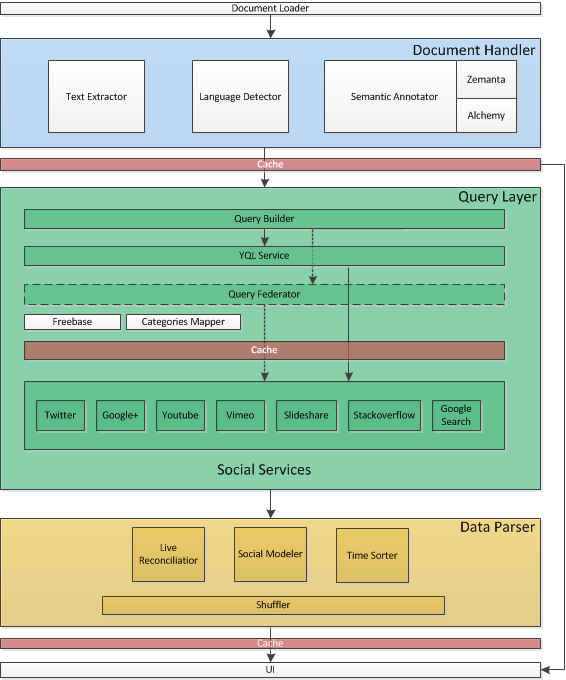 Document Loader
Document Handler
Text Extractor
Language Detector
Semantic Annotator
Zemanta
Alchemy
Cache
Query Layer
Query Builder
YQL Service
Query Federator
Freebase
Categories Mapper
Cache
Twitter
Google+
Youtube
Vimeo
Slideshare
Stackoverflow
Google
Search
Social Services
Data Parser
Live
Reconciliatior
Social Modeler
Time Sorter
Shuffler
Cache
UI